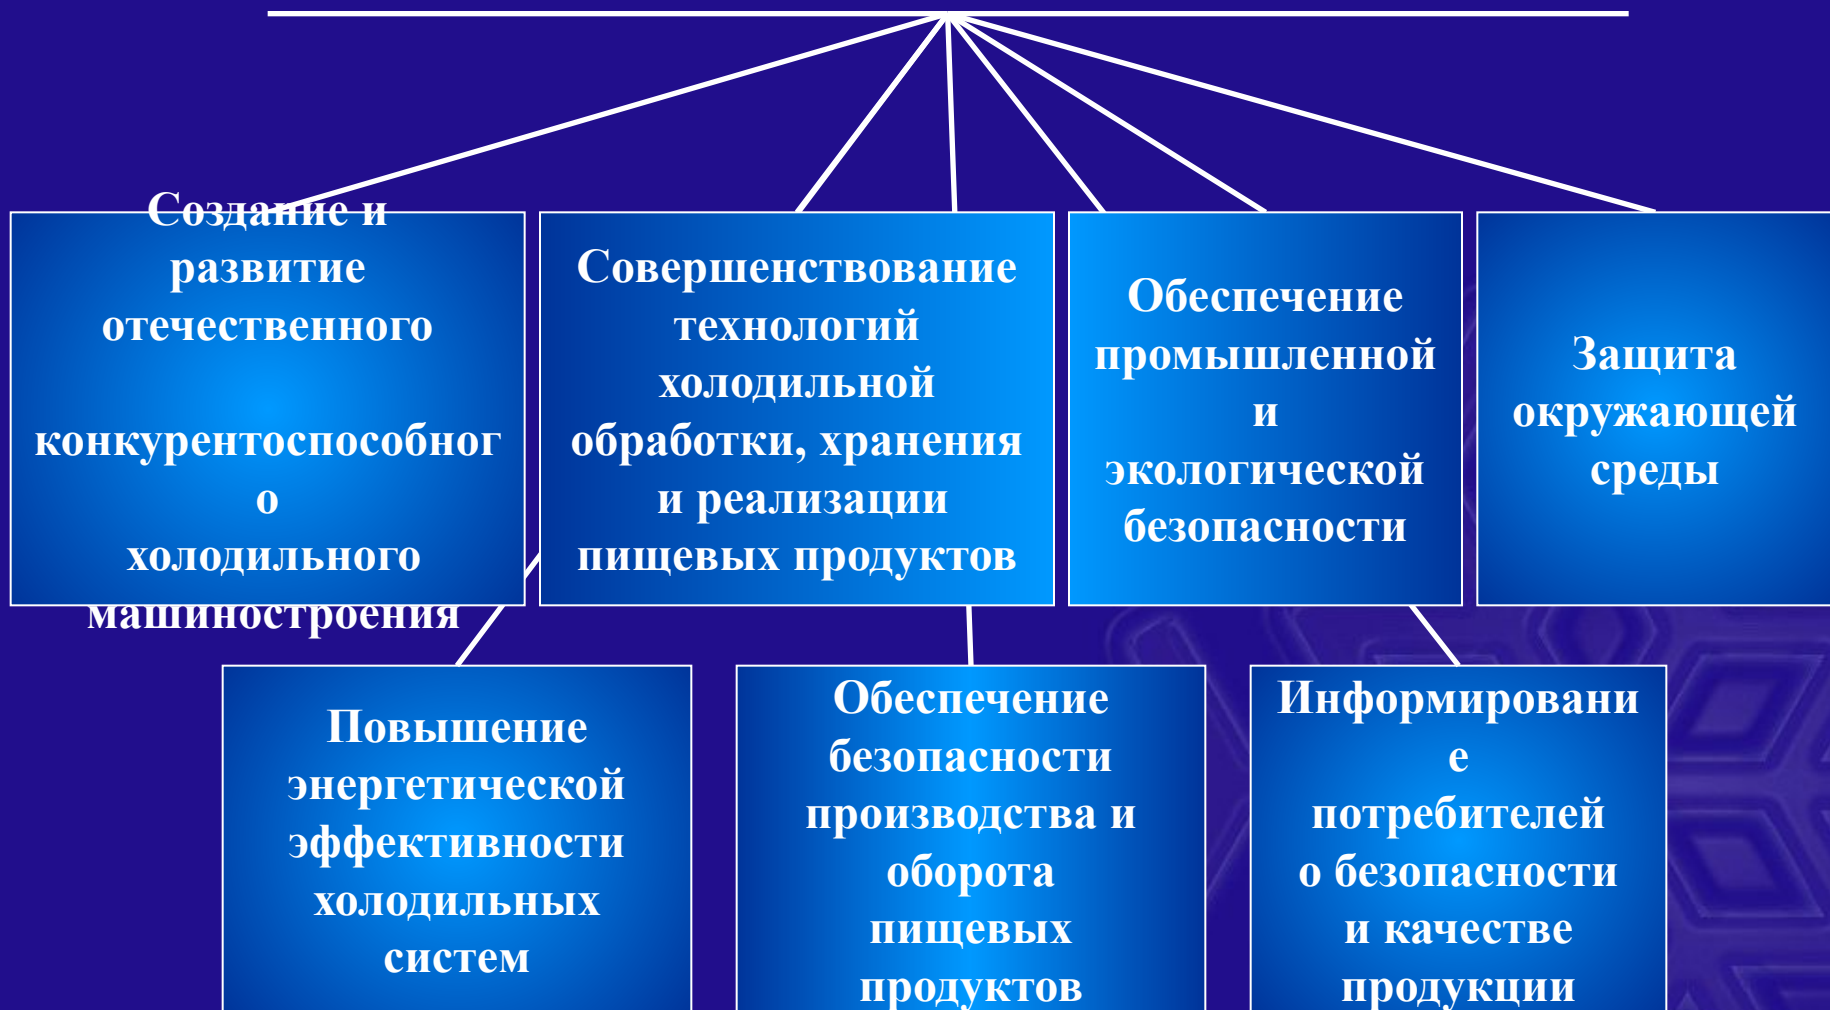 Создание и
развитие
отечественного
конкурентоспособног
о
холодильного
машиностроения
Совершенствование
технологий
холодильной
обработки, хранения
и реализации
пищевых продуктов
Обеспечение
промышленной
и
экологической
безопасности
Защита
окружающей
среды
Повышение
энергетической
эффективности
холодильных
систем
Обеспечение
безопасности
производства и
оборота
пищевых
продуктов
Информировани
е
потребителей
о безопасности
и качестве
продукции